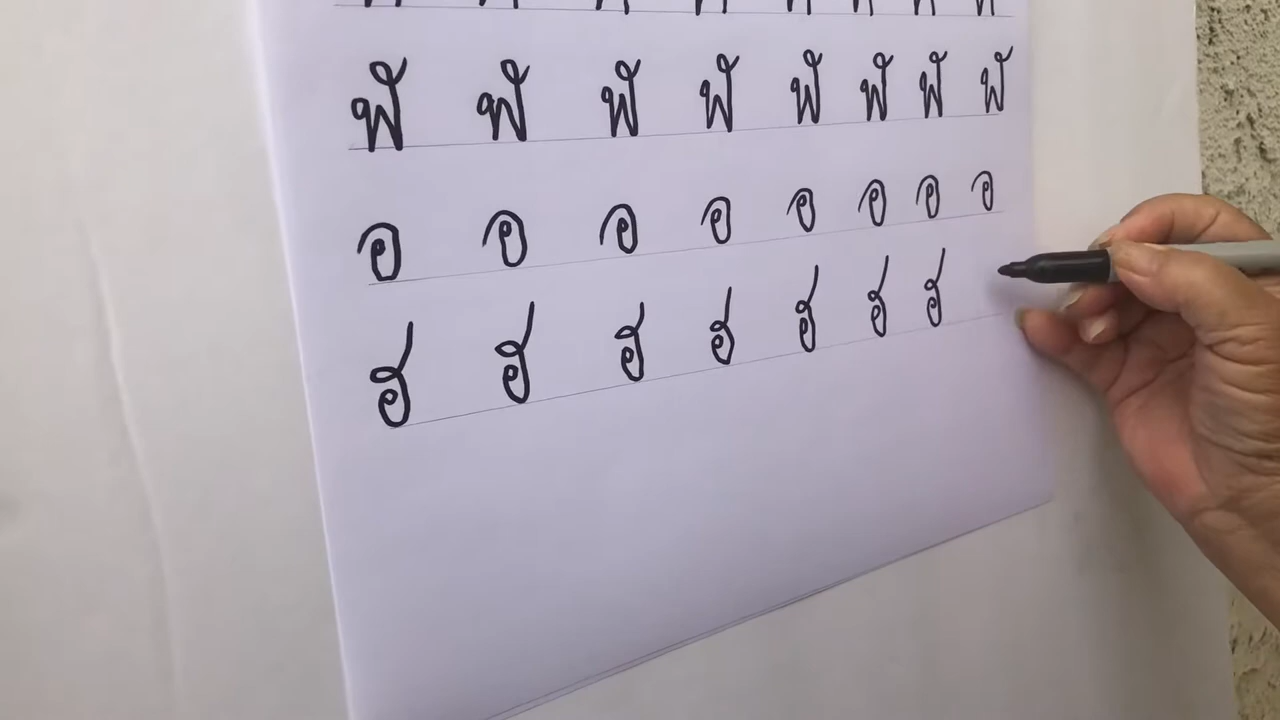 ฬ ฬ ฬ ฬ ฬ ฬ ฬ ฬ
อ อ อ อ อ อ อ อ
ฮ ฮ ฮ ฮ ฮ ฮ ฮ